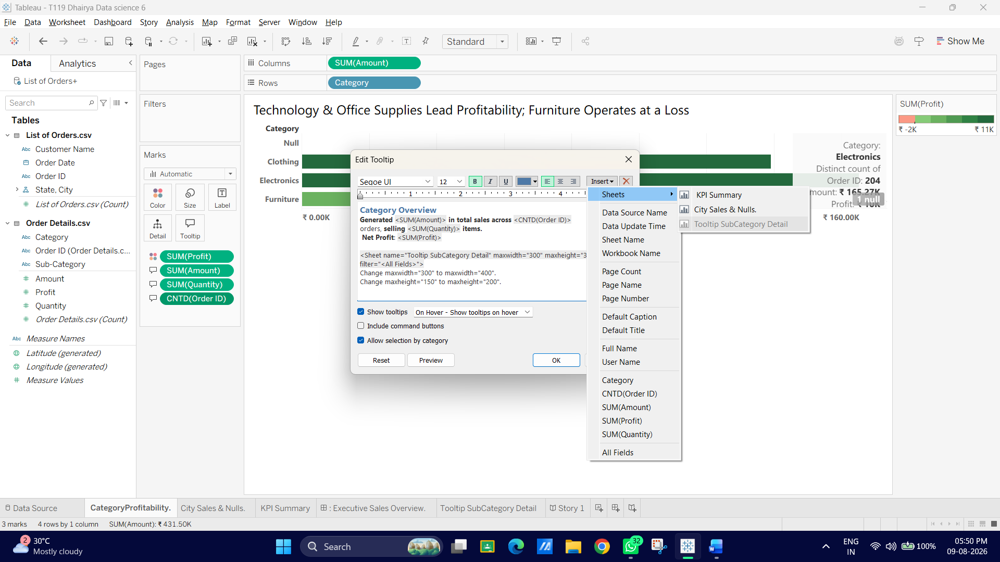 Tableau - T119 Dhairya Data science 6
File Data Worksheet Dashboard Story Analysis Map Format Server Window Help
Standard
Show Me
Data
Analytics
List of Orders+
Search
Tables
List of Orders.csv
Abc Customer Name
Order Date
Abc Order ID
State, City
List of Orders.csv (Count)
Order Details.csv
Abc Category
Abc Order ID (Order Details.c...
Abc Sub-Category
Amount
Profit
Quantity
Order Details.csv (Count)
Abc Measure Names
Latitude (generated)
Longitude (generated)
Measure Values
Pages
Filters
Marks
Automatic
Color
Size
Label
Detail
Tooltip
SUM(Profit)
SUM(Amount)
SUM(Quantity)
CNTD(Order ID)
Columns
SUM(Amount)
Rows
Category
Technology & Office Supplies Lead Profitability; Furniture Operates at a Loss
Category
Null
Clothing
Electronics
Furniture
₹ 0.00K
₹ 160.00K
Category:
Electronics
Distinct count of
Order ID: 204
mount: ₹ 165.27K
Profit: ₹ 10K
1 null
SUM(Profit)
₹ -2K
₹ 11K
Edit Tooltip
Segoe UI
12
B I U
Insert
1 2 3 4
Category Overview
Generated <SUM(Amount)> in total sales across <CNTD(Order ID)>
orders, selling <SUM(Quantity)> items.
Net Profit: <SUM(Profit)>
<Sheet name="Tooltip SubCategory Detail" maxwidth="300" maxheight="3
filter="<All Fields>">
Change maxwidth="300" to maxwidth="400".
Change maxheight="150" to maxheight="200".
Show tooltips
On Hover - Show tooltips on hover
Include command buttons
Allow selection by category
Reset
Preview
OK
Sheets
Data Source Name
Data Update Time
Sheet Name
Workbook Name
Page Count
Page Name
Page Number
Default Caption
Default Title
Full Name
User Name
Category
CNTD(Order ID)
SUM(Amount)
SUM(Profit)
SUM(Quantity)
All Fields
KPI Summary
City Sales & Nulls.
Tooltip SubCategory Detail
Data Source
CategoryProfitability.
City Sales & Nulls.
KPI Summary
: Executive Sales Overview.
Tooltip SubCategory Detail
Story 1
3 marks
4 rows by 1 column
SUM(Amount): ₹ 431.50K
2
30°C
Mostly cloudy
Search
32
ENG
IN
100%
05:50 PM
09-08-2026